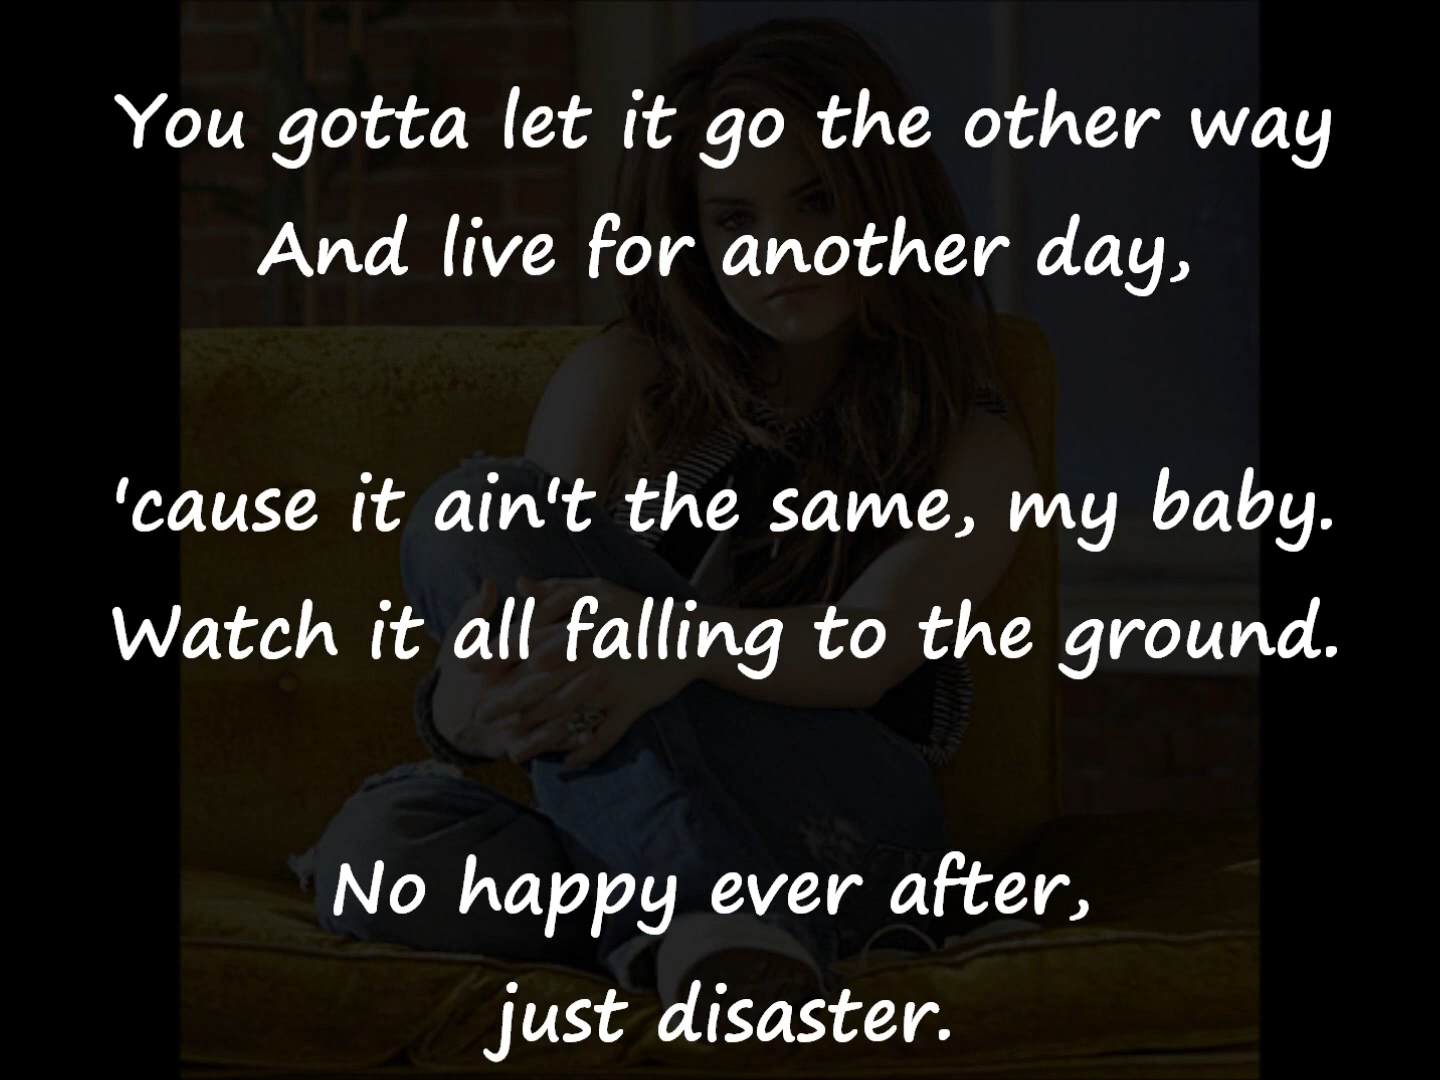 You gotta let it go the other way
And live for another day,
'cause it ain't the same, my baby.
Watch it all falling to the ground.
No happy ever after,
just disaster.